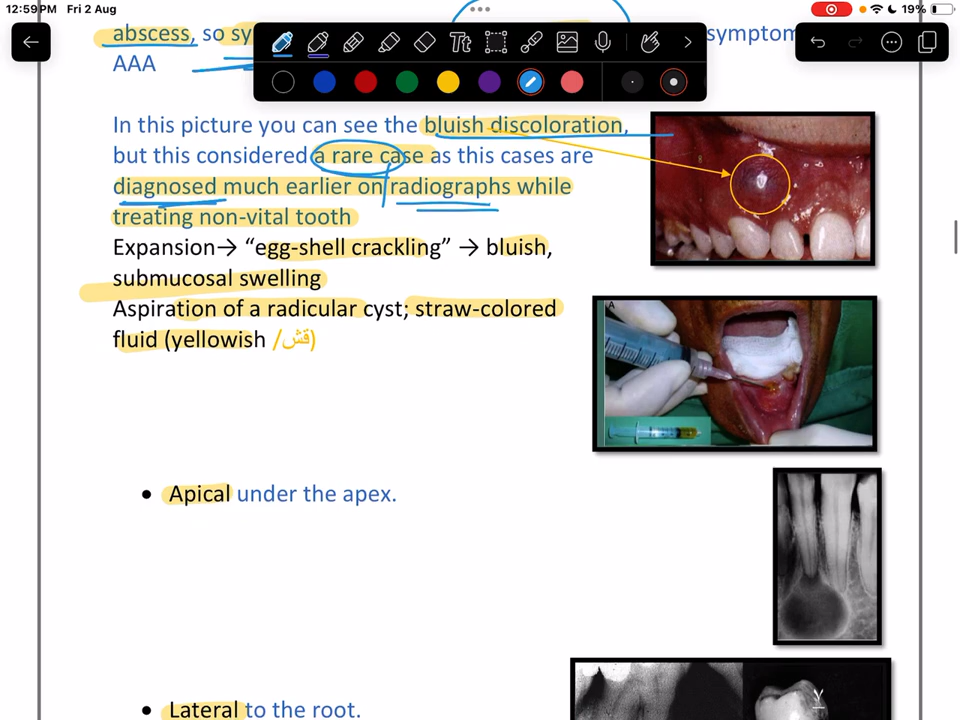 12:59 PM Fri 2 Aug 19%
abscess, so
symptom
AAA
Tt
In this picture you can see the bluish discoloration,
but this considered a rare case as this cases are
diagnosed much earlier on radiographs while
treating non-vital tooth
Expansion→ “egg-shell crackling” → bluish,
submucosal swelling
Aspiration of a radicular cyst; straw-colored
fluid (yellowish /قش)
A
• Apical under the apex.
• Lateral to the root.